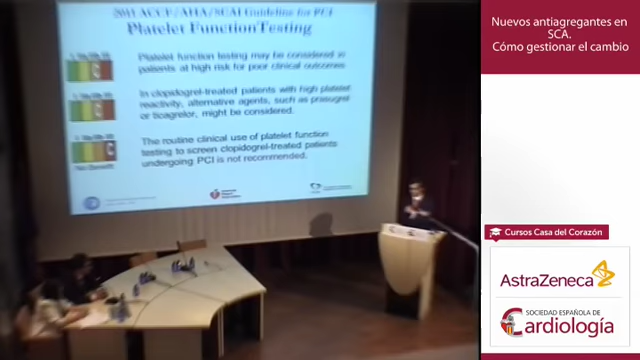 2011 ACCF/AHA/SCAI Guideline for PCI
Platelet FunctionTesting
Platelet function testing may be considered in
patients at high risk for poor clinical outcomes
C
In clopidogrel-treated patients with high platelet
reactivity, alternative agents, such as prasugrel
or ticagrelor, might be considered.
C
The routine clinical use of platelet function
testing to screen clopidogrel-treated patients
undergoing PCI is not recommended.
C
No Benefit
Nuevos antiagregantes en
SCA.
Cómo gestionar el cambio
Cursos Casa del Corazón
AstraZeneca
SOCIEDAD ESPAÑOLA DE
Cardiología